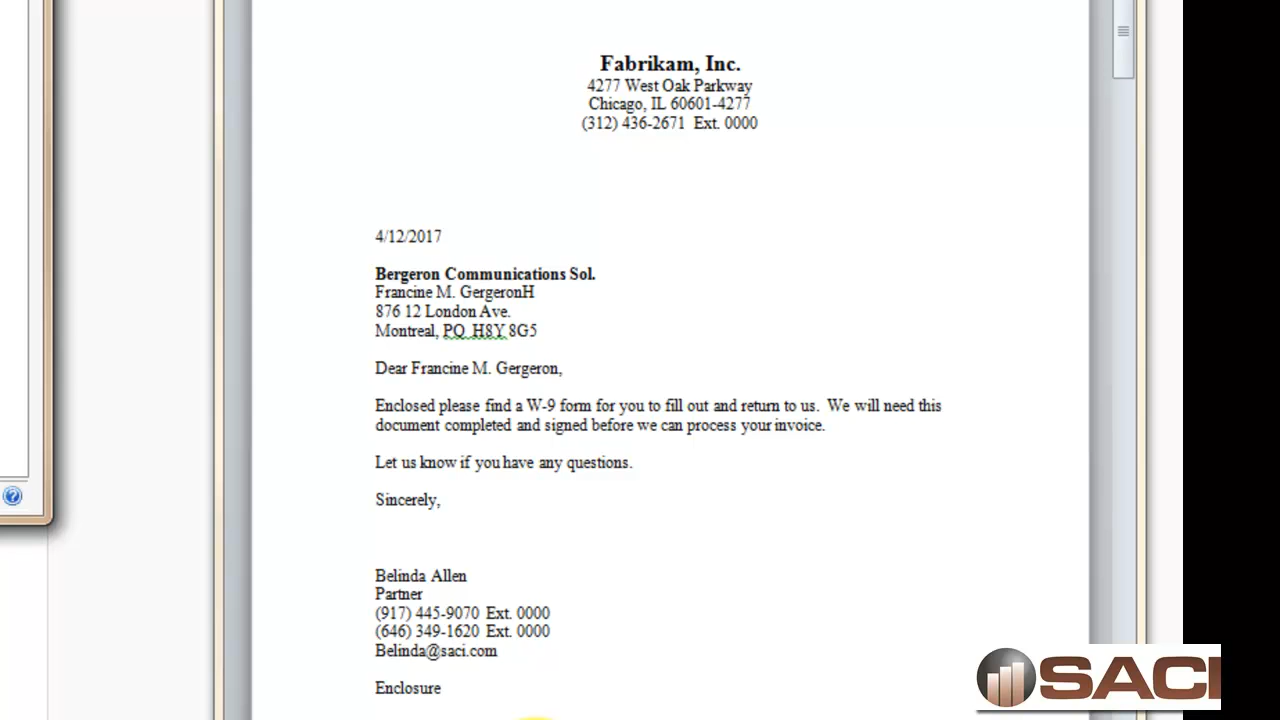 Fabrikam, Inc.
4277 West Oak Parkway
Chicago, IL 60601-4277
(312) 436-2671 Ext. 0000
4/12/2017
Bergeron Communications Sol.
Francine M. GergeronH
876 12 London Ave.
Montreal, PQ H8Y 8G5
Dear Francine M. Gergeron,
Enclosed please find a W-9 form for you to fill out and return to us. We will need this
document completed and signed before we can process your invoice.
Let us know if you have any questions.
Sincerely,
Belinda Allen
Partner
(917) 445-9070 Ext. 0000
(646) 349-1620 Ext. 0000
Belinda@saci.com
Enclosure
SACI